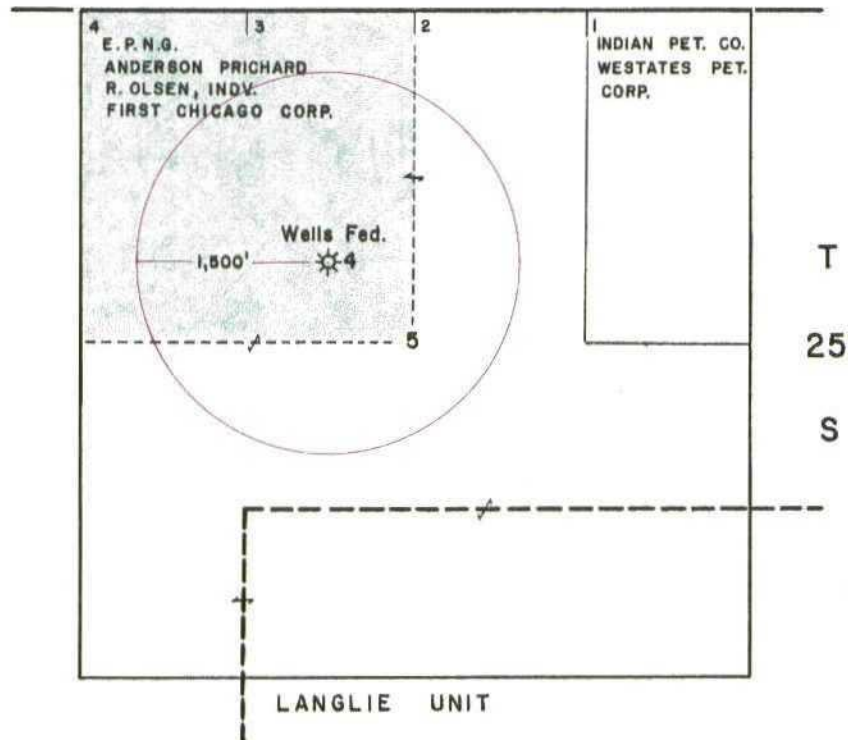 4 3 2 1
E.P.N.G.
ANDERSON PRICHARD
R. OLSEN, INDV.
FIRST CHICAGO CORP.
INDIAN PET. CO.
WESTATES PET.
CORP.
Wells Fed.
1,500' 4
5
T
25
S
LANGLIE UNIT